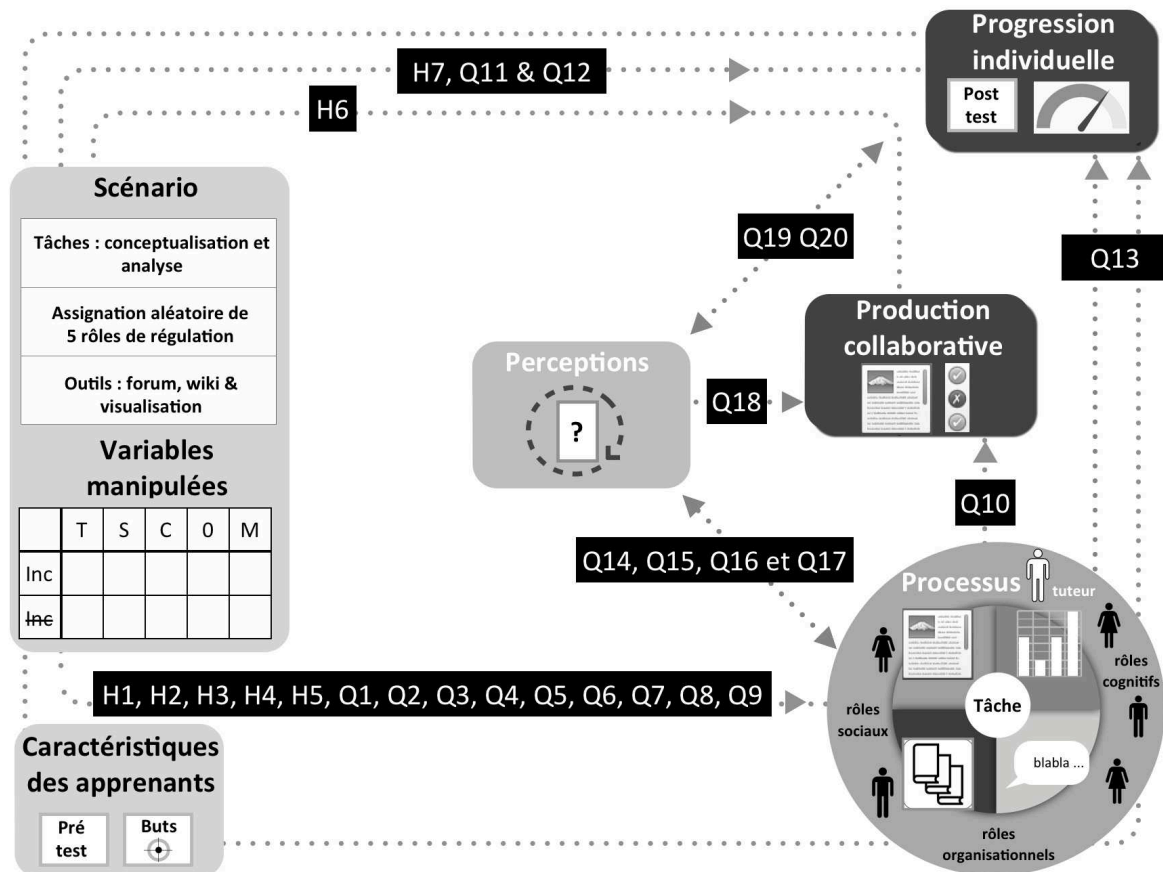 Progression
individuelle
Post
test
H7, Q11 & Q12
H6
Scénario
Tâches : conceptualisation et
analyse
Assignation aléatoire de
5 rôles de régulation
Outils : forum, wiki &
visualisation
Variables
manipulées
T S C 0 M
Inc
Inc
Q19 Q20
Q13
Perceptions
?
Q18
Production
collaborative
Q10
Q14, Q15, Q16 et Q17
Processus
tuteur
rôles
cognitifs
rôles
sociaux
Tâche
blabla ...
rôles
organisationnels
H1, H2, H3, H4, H5, Q1, Q2, Q3, Q4, Q5, Q6, Q7, Q8, Q9
Caractéristiques
des apprenants
Pré
test
Buts